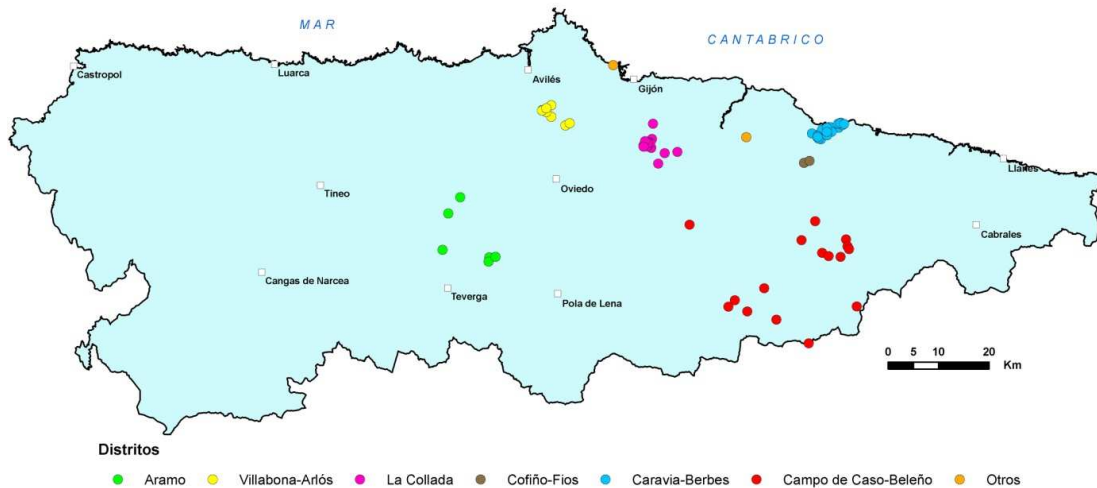 MAR
CANTABRICO
Castropol
Luarca
Avilés
Gijón
Llanes
Tineo
Oviedo
Cabrales
Cangas de Narcea
Teverga
Pola de Lena
0 5 10 20
Km
Distritos
Aramo Villabona-Arlós La Collada Cofiño-Fios Caravia-Berbes Campo de Caso-Beleño Otros